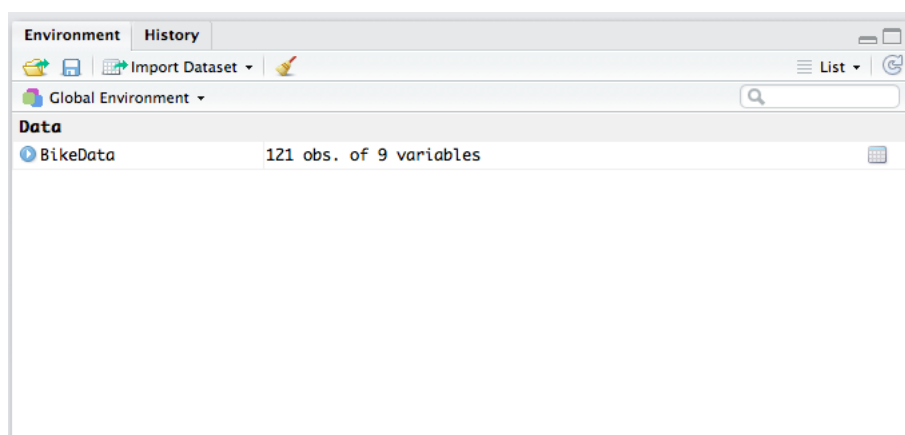 Environment History
Import Dataset List
Global Environment
Data
BikeData 121 obs. of 9 variables